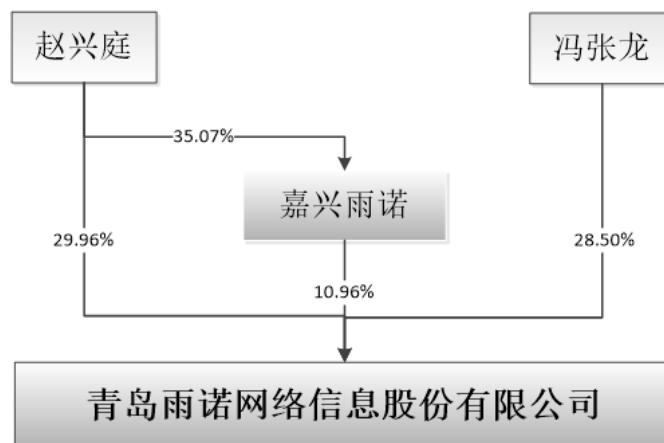 赵兴庭
冯张龙
35.07%
嘉兴雨诺
29.96%
28.50%
10.96%
青岛雨诺网络信息股份有限公司